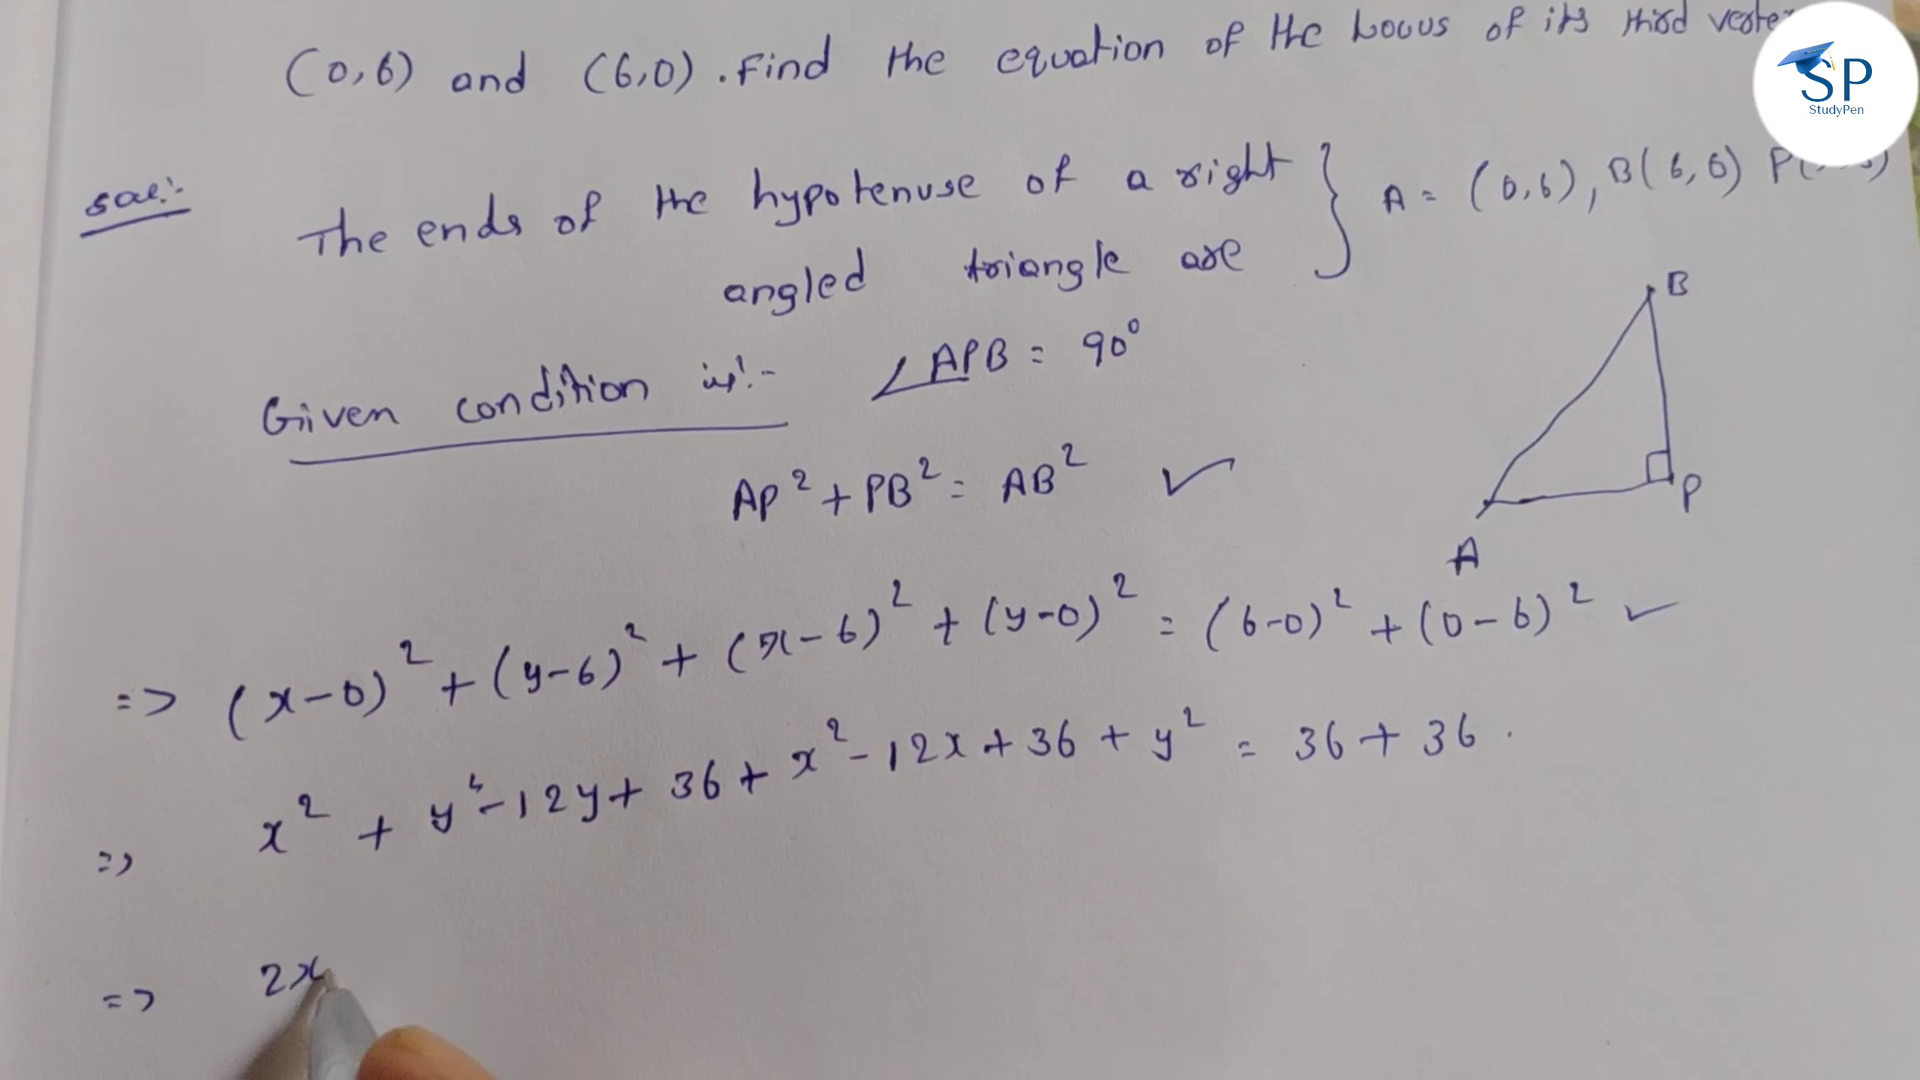 (0,6) and (6,0). Find the equation of the Locus of its third
SP
StudyPen
sol:-
The ends of the hypotenuse of a right angled triangle are } A = (0,6), B(6,0)
Given condition is:- ∠APB = 90°
AP² + PB² = AB² ✓
B
P
A
=> (x-0)² + (y-6)² + (x-6)² + (y-0)² = (6-0)² + (0-6)² ✓
=> x² + y²-12y+ 36 + x²-12x+36 + y² = 36+36.
=> 2x